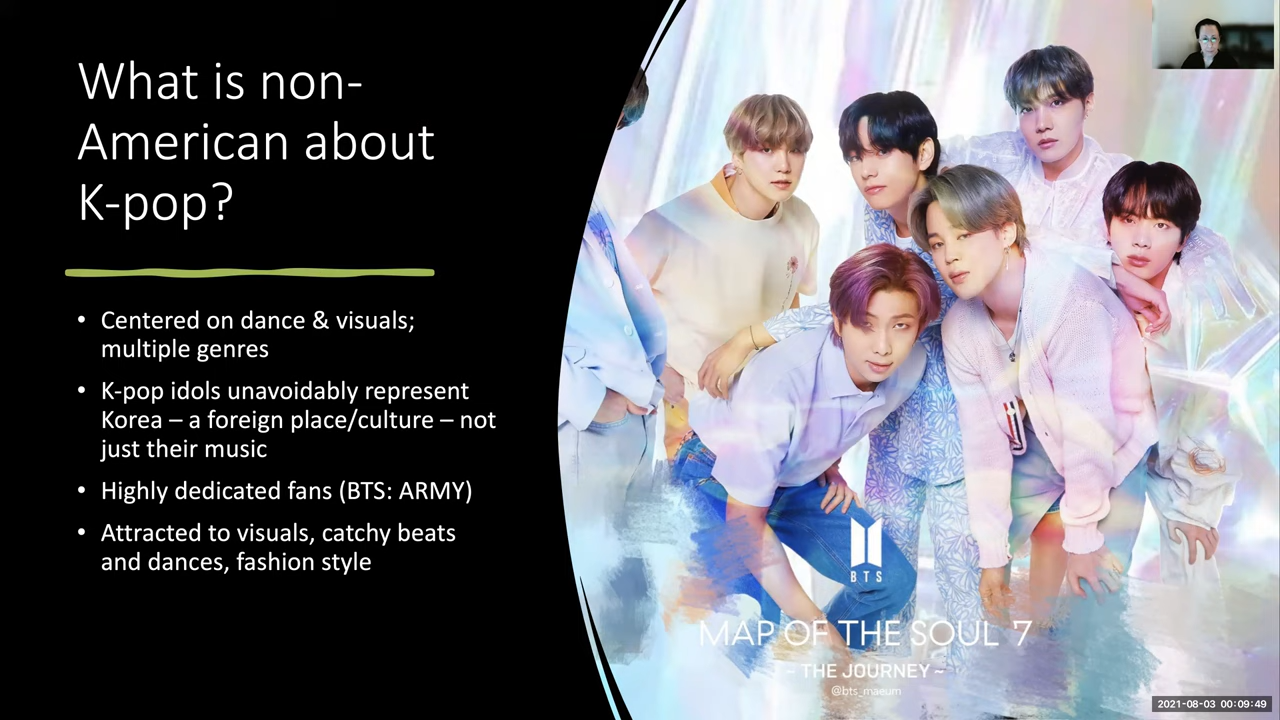 What is non-
American about
K-pop?
• Centered on dance & visuals;
multiple genres
• K-pop idols unavoidably represent
Korea – a foreign place/culture – not
just their music
• Highly dedicated fans (BTS: ARMY)
• Attracted to visuals, catchy beats
and dances, fashion style
BTS
MAP OF THE SOUL 7
~ THE JOURNEY ~
@bts_maeum
2021-08-03 00:09:49